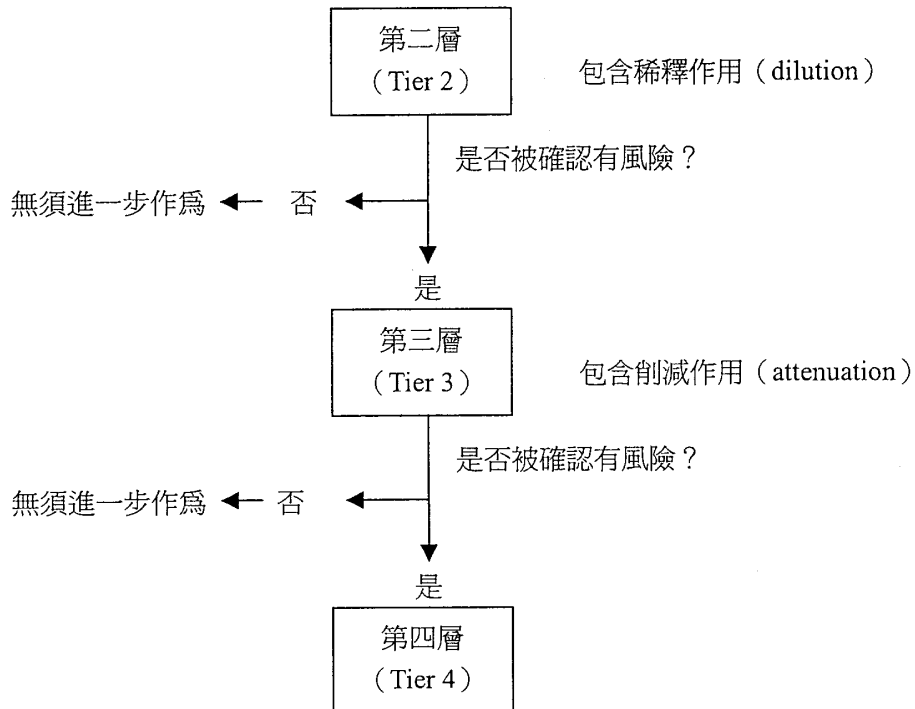 第二層
（Tier 2）
包含稀釋作用（dilution）
是否被確認有風險？
無須進一步作爲
否
是
第三層
（Tier 3）
包含削減作用（attenuation）
是否被確認有風險？
無須進一步作爲
否
是
第四層
（Tier 4）